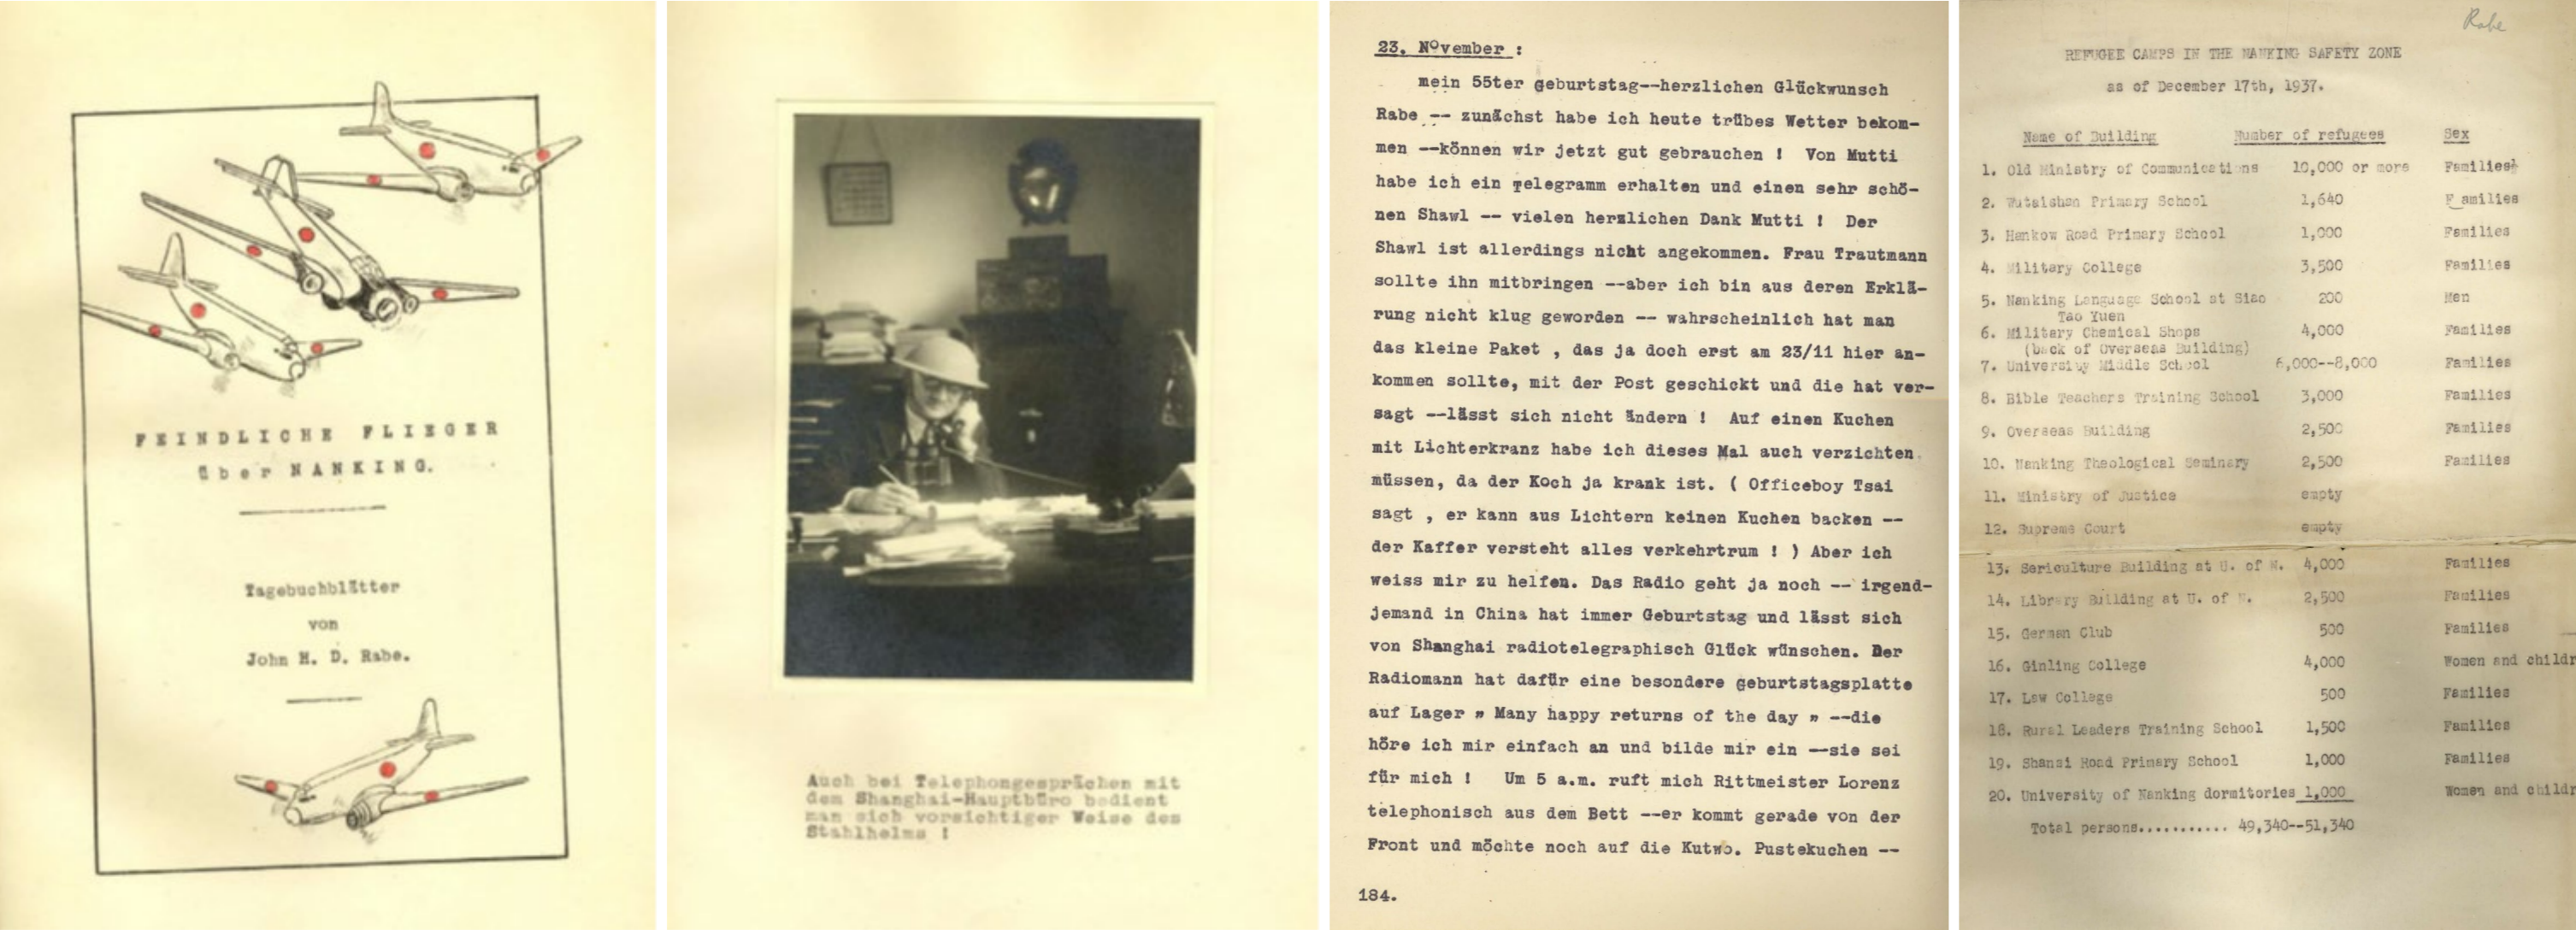 FEINDLICHE FLIEGER
über NANKING.
Tagebuchblätter
von
John H. D. Rabe.
Auch bei Telephongesprächen mit
dem Shanghai-Hauptbüro bedient
man sich vorsichtiger Weise des
Stahlhelms !
23. November :
mein 55ter Geburtstag--herzlichen Glückwunsch
Rabe -- zunächst habe ich heute trübes Wetter bekom-
men --können wir jetzt gut gebrauchen ! Von Mutti
habe ich ein Telegramm erhalten und einen sehr schö-
nen Shawl -- vielen herzlichen Dank Mutti ! Der
Shawl ist allerdings nicht angekommen. Frau Trautmann
sollte ihn mitbringen --aber ich bin aus deren Erklä-
rung nicht klug geworden -- wahrscheinlich hat man
das kleine Paket , das ja doch erst am 23/11 hier an-
kommen sollte, mit der Post geschickt und die hat ver-
sagt --lässt sich nicht ändern ! Auf einen Kuchen
mit Lichterkranz habe ich dieses Mal auch verzichten
müssen, da der Koch ja krank ist. ( Officeboy Tsai
sagt , er kann aus Lichtern keinen Kuchen backen --
der Kaffer versteht alles verkehrtrum ! ) Aber ich
weiss mir zu helfen. Das Radio geht ja noch -- irgend-
jemand in China hat immer Geburtstag und lässt sich
von Shanghai radiotelegraphisch Glück wünschen. Der
Radiomann hat dafür eine besondere Geburtstagsplatte
auf Lager " Many happy returns of the day " --die
höre ich mir einfach an und bilde mir ein --sie sei
für mich ! Um 5 a.m. ruft mich Rittmeister Lorenz
telephonisch aus dem Bett --er kommt gerade von der
Front und möchte noch auf die Kutwo. Pustekuchen --
184.
Rabe
REFUGEE CAMPS IN THE NANKING SAFETY ZONE
as of December 17th, 1937.
Name of Building Number of refugees Sex
1. Old Ministry of Communications 10,000 or more Families
2. Wutaishan Primary School 1,640 Families
3. Hankow Road Primary School 1,000 Families
4. Military College 3,500 Families
5. Nanking Language School at Siao 200 Men
Tao Yuen
6. Military Chemical Shops 4,000 Families
(back of Overseas Building)
7. University Middle School 6,000--8,000 Families
8. Bible Teachers Training School 3,000 Families
9. Overseas Building 2,500 Families
10. Nanking Theological Seminary 2,500 Families
11. Ministry of Justice empty
12. Supreme Court empty
13. Sericulture Building at U. of N. 4,000 Families
14. Library Building at U. of N. 2,500 Families
15. German Club 500 Families
16. Ginling College 4,000 Women and childr
17. Law College 500 Families
18. Rural Leaders Training School 1,500 Families
19. Shansi Road Primary School 1,000 Families
20. University of Nanking dormitories 1,000 Women and childr
Total persons........... 49,340--51,340